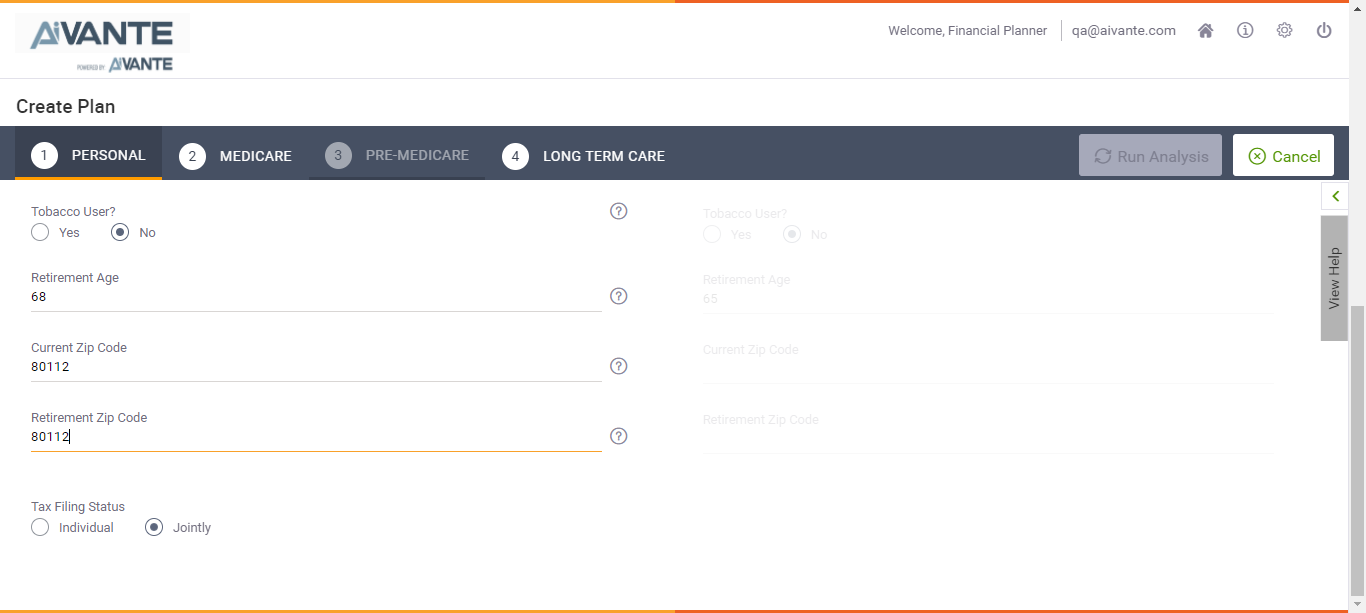 AiVANTE
POWERED BY AiVANTE
Welcome, Financial Planner
qa@aivante.com
Create Plan
1 PERSONAL
2 MEDICARE
3 PRE-MEDICARE
4 LONG TERM CARE
Run Analysis
Cancel
Tobacco User?
Yes No
Retirement Age
68
Current Zip Code
80112
Retirement Zip Code
80112
Tax Filing Status
Individual Jointly
Tobacco User?
Yes No
Retirement Age
65
Current Zip Code
Retirement Zip Code
View Help